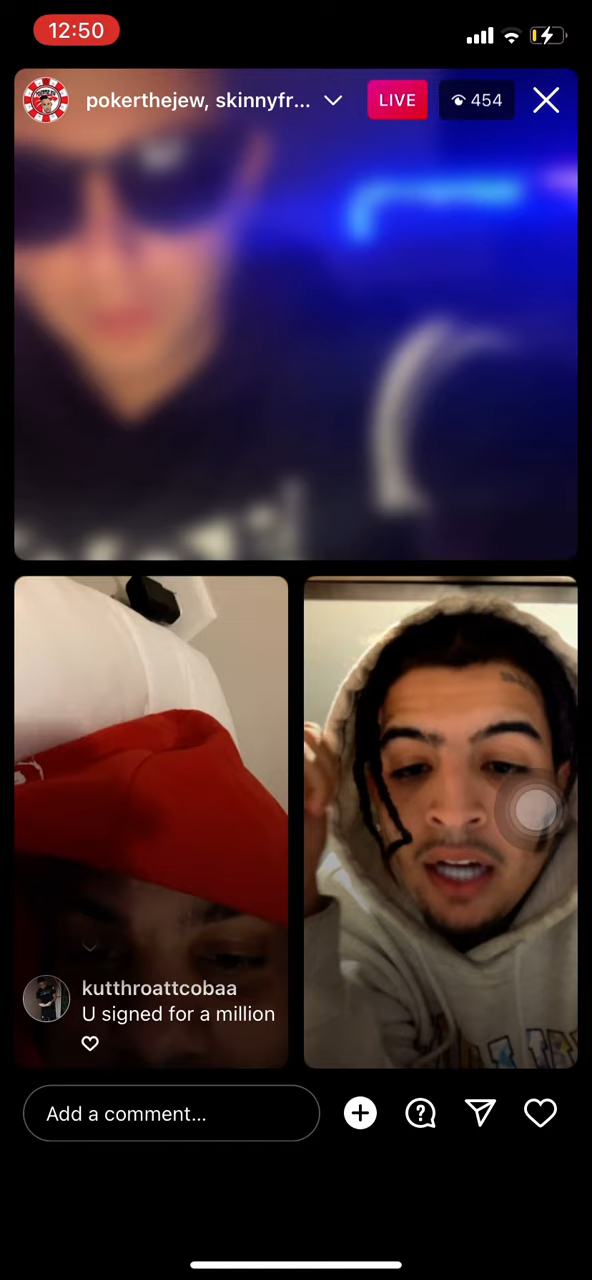 12:50
pokerthejew, skinnyfr...
LIVE
454
kutthroattcobaa
U signed for a million
Add a comment...